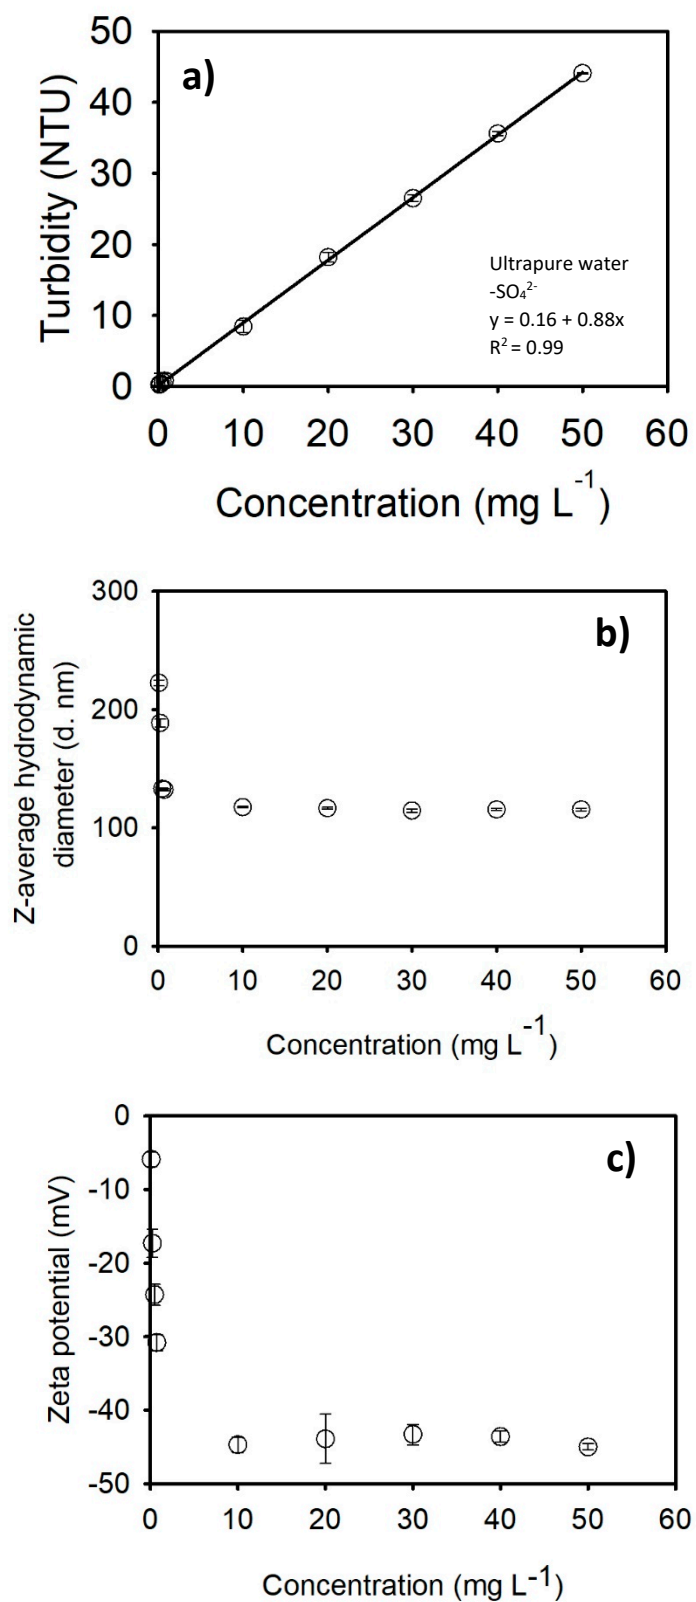 50
40
30
20
10
0
Turbidity (NTU)
a)
Ultrapure water
-SO₄²⁻
y = 0.16 + 0.88x
R² = 0.99
0 10 20 30 40 50 60
Concentration (mg L⁻¹)
300
200
100
0
Z-average hydrodynamic
diameter (d. nm)
b)
0 10 20 30 40 50 60
Concentration (mg L⁻¹)
0
-10
-20
-30
-40
-50
Zeta potential (mV)
c)
0 10 20 30 40 50 60
Concentration (mg L⁻¹)